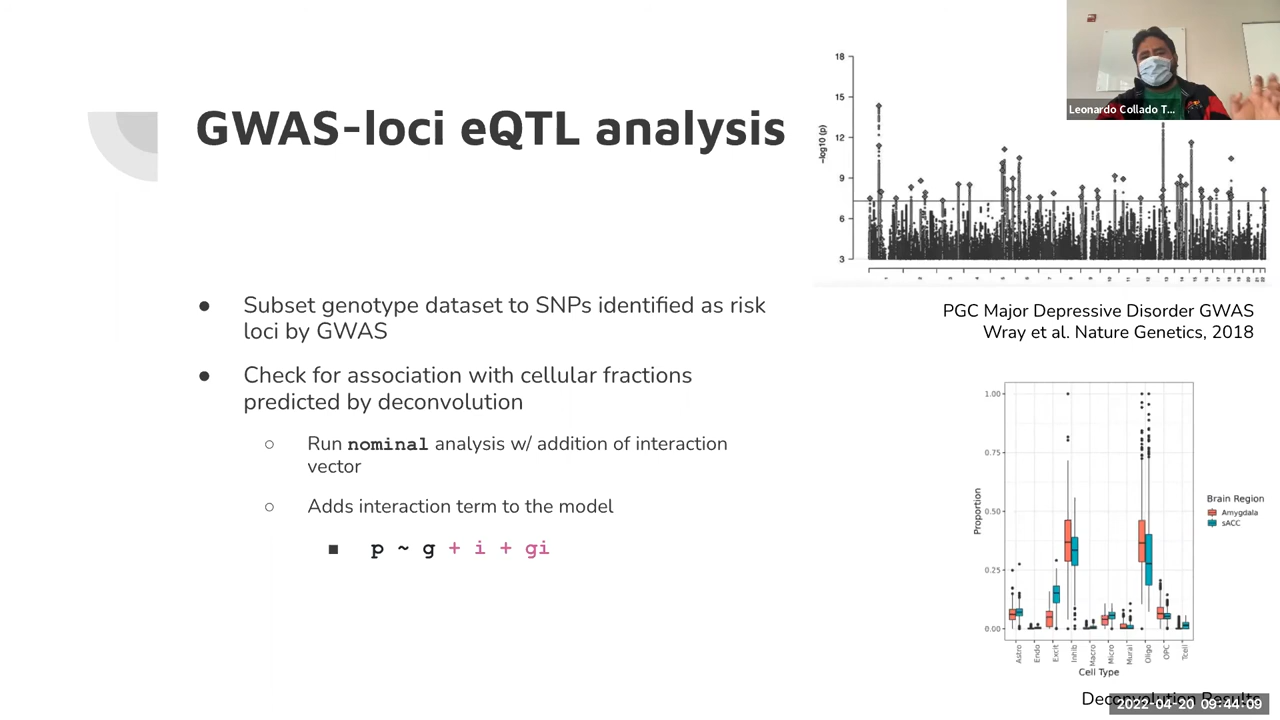 GWAS-loci eQTL analysis
● Subset genotype dataset to SNPs identified as risk
loci by GWAS
● Check for association with cellular fractions
predicted by deconvolution
○ Run nominal analysis w/ addition of interaction
vector
○ Adds interaction term to the model
■ p ~ g + i + gi
Leonardo Collado T...
18
15
12
9
6
3
-log10 (p)
PGC Major Depressive Disorder GWAS
Wray et al. Nature Genetics, 2018
1.00
0.75
0.50
0.25
0.00
Proportion
Astro
Endo
Excit
Inhib
Macro
Micro
Mural
Oligo
OPC
Tcell
Cell Type
Brain Region
Amygdala
sACC
Deconvolution Results
2022-04-20 09:44:09